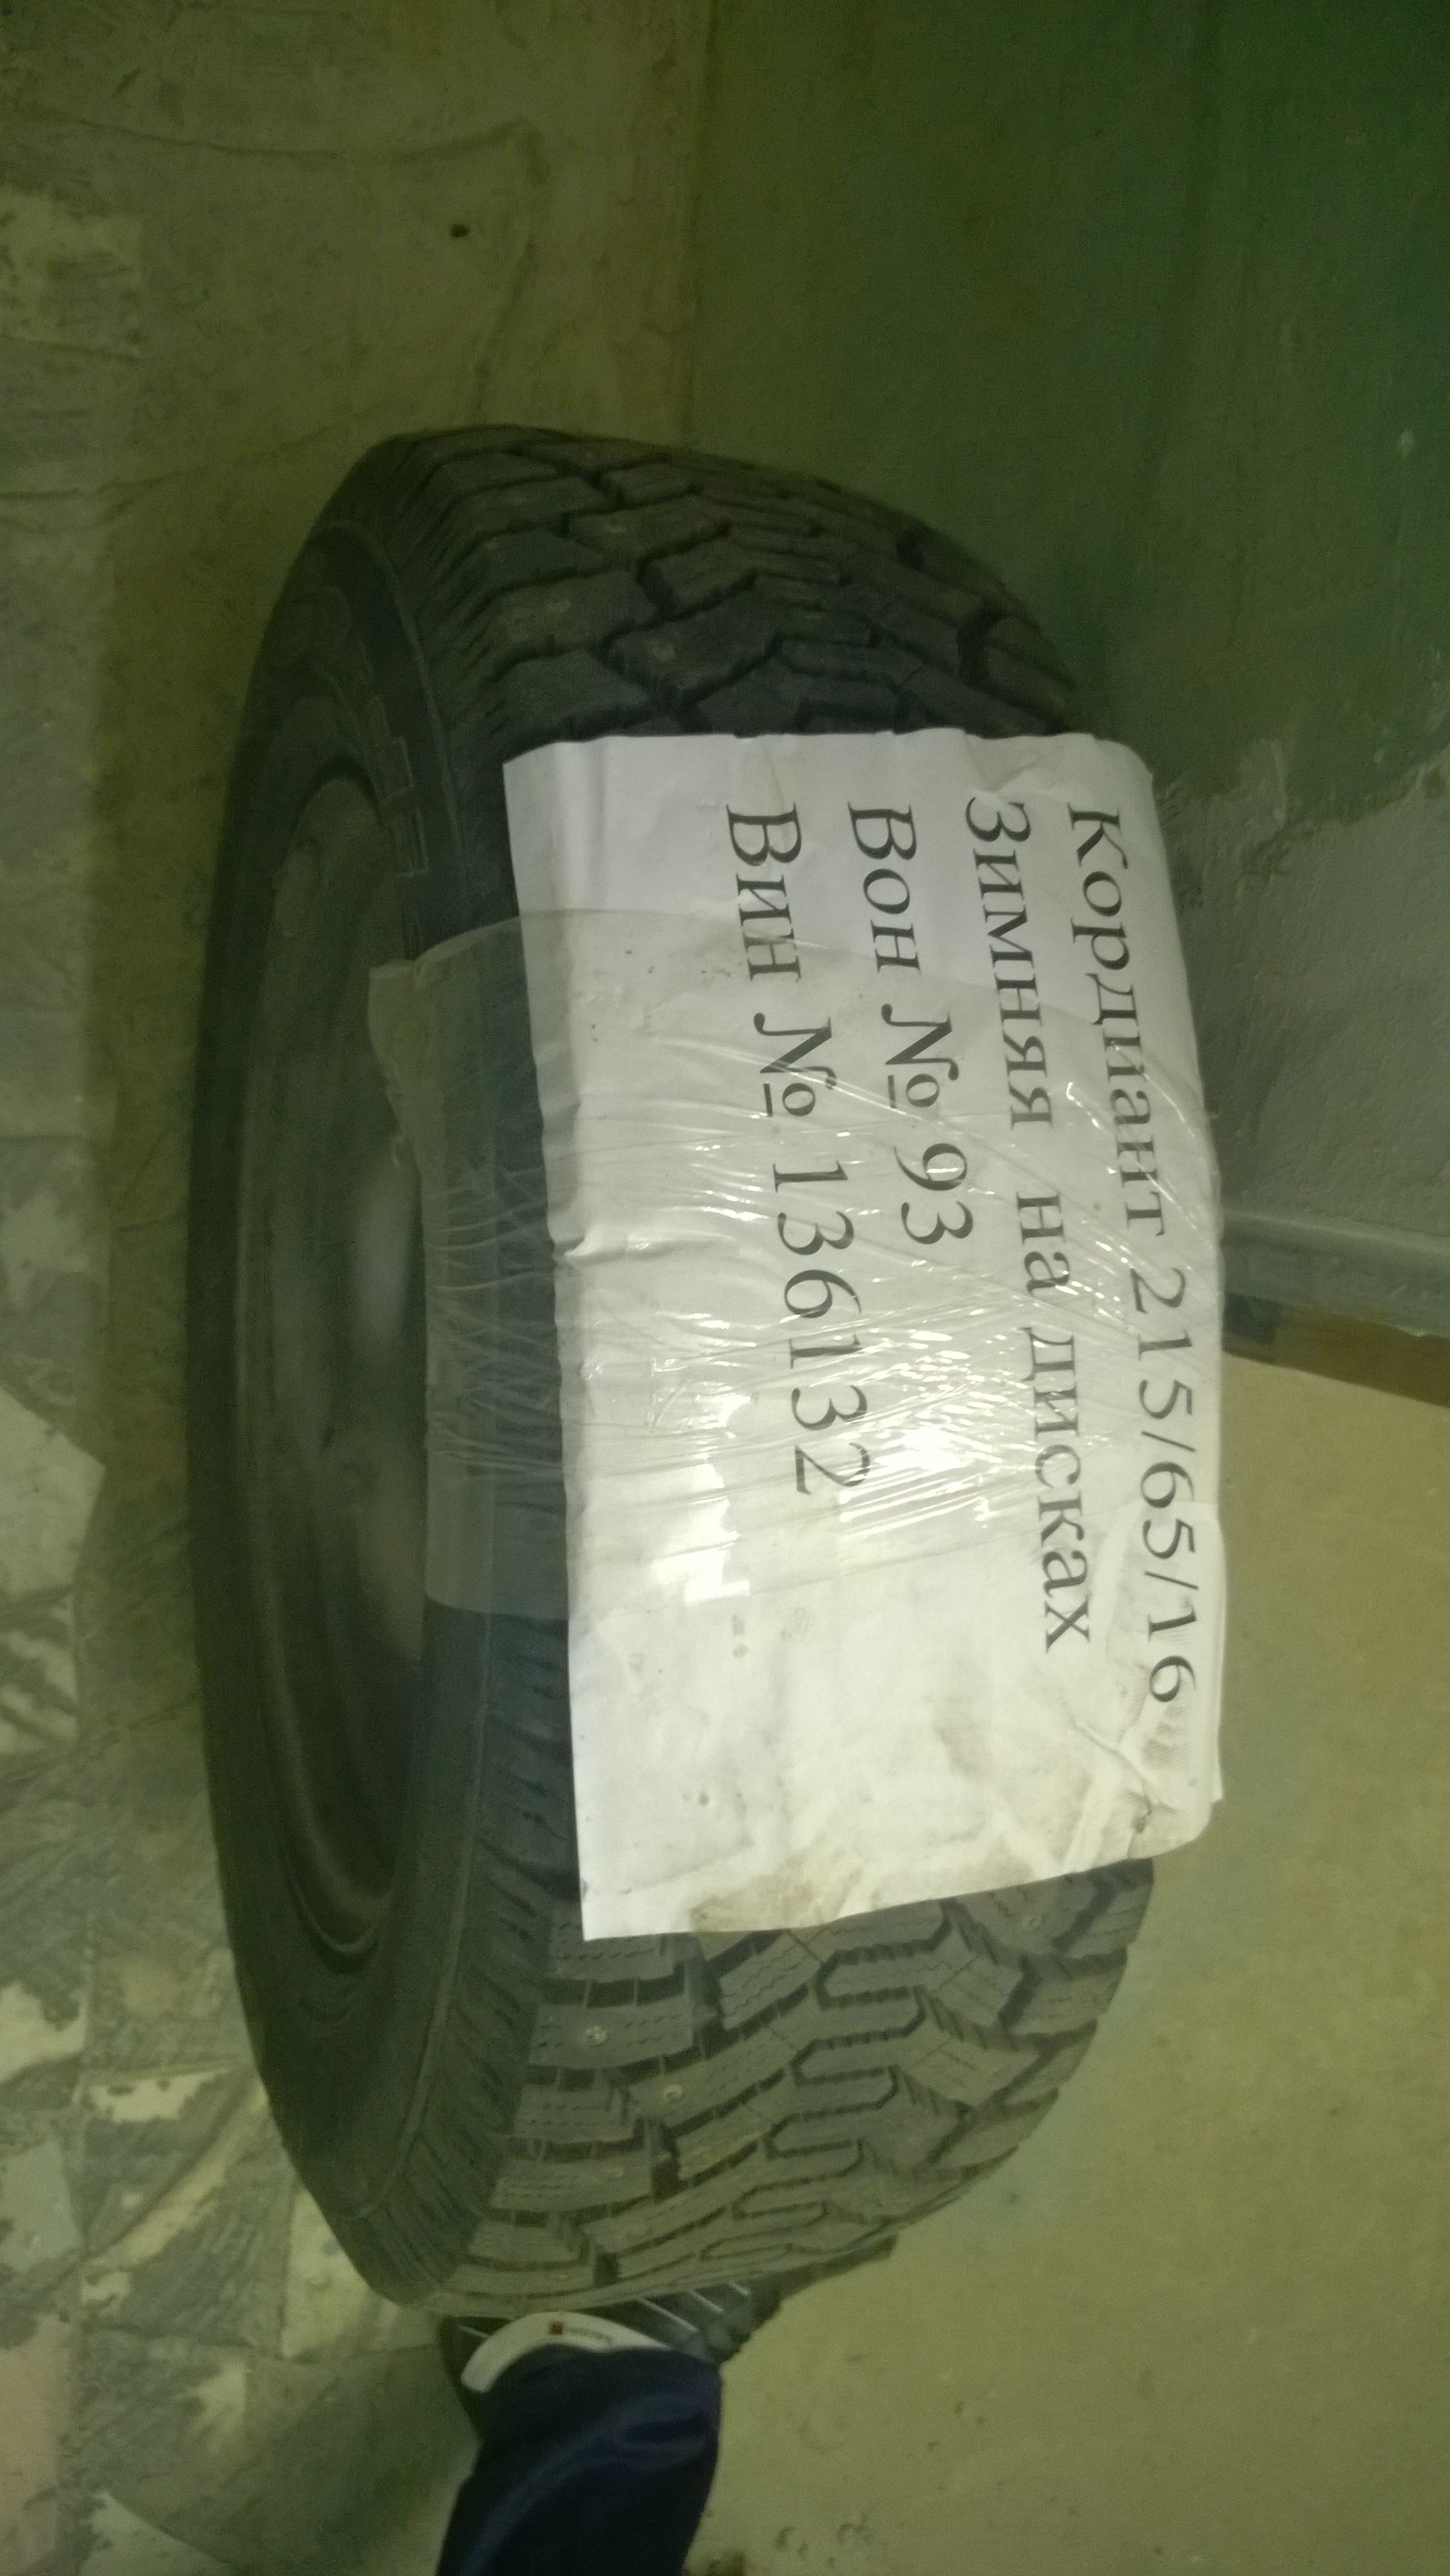 Кордиант 215/65/16
Зимняя на дисках
Вон № 93
Вин № 136132